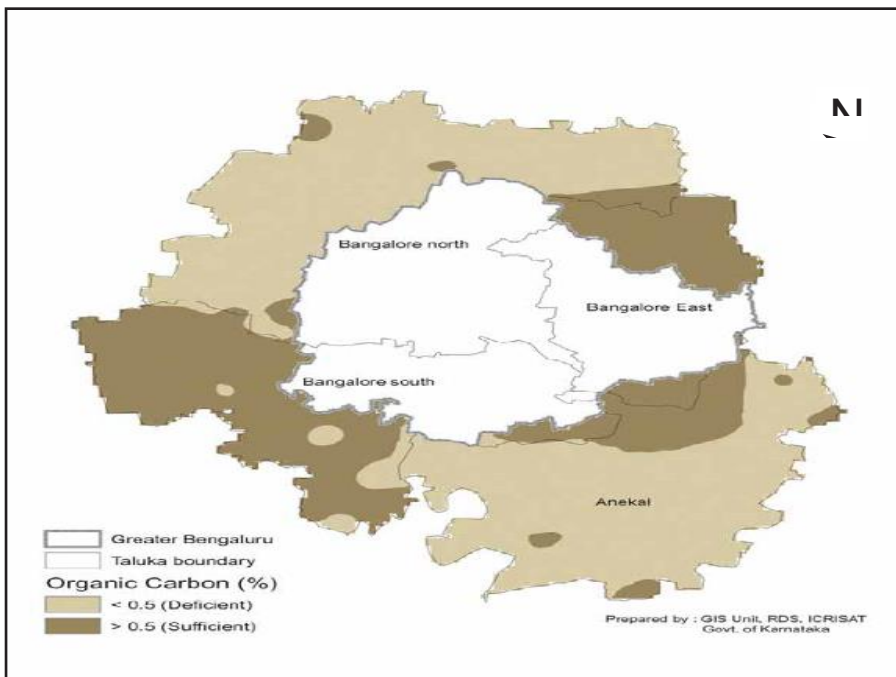 N
Bangalore north
Bangalore East
Bangalore south
Anekal
Greater Bengaluru
Taluka boundary
Organic Carbon (%)
< 0.5 (Deficient)
> 0.5 (Sufficient)
Prepared by : GIS Unit, RDS, ICRISAT
Govt. of Karnataka